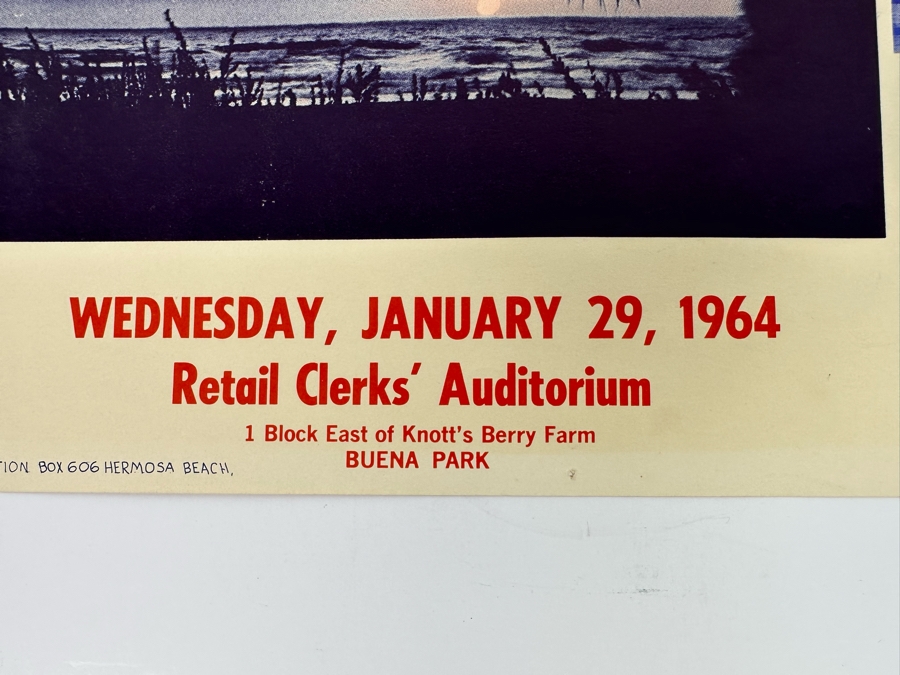 WEDNESDAY, JANUARY 29, 1964
Retail Clerks' Auditorium
1 Block East of Knott's Berry Farm
BUENA PARK
BOX 606 HERMOSA BEACH,